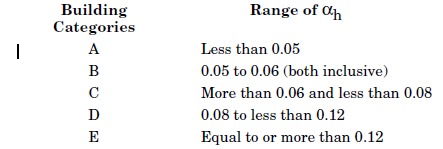 Building Categories Range of αh
A Less than 0.05
B 0.05 to 0.06 (both inclusive)
C More than 0.06 and less than 0.08
D 0.08 to less than 0.12
E Equal to or more than 0.12